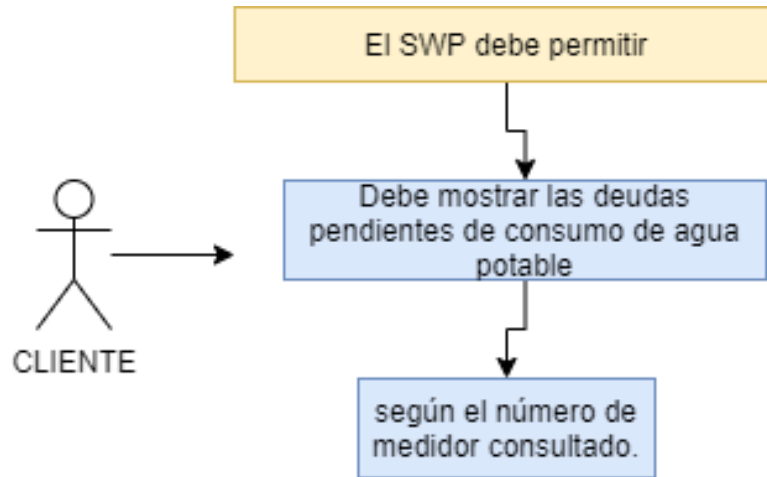 El SWP debe permitir
Debe mostrar las deudas
pendientes de consumo de agua
potable
CLIENTE
según el número de
medidor consultado.